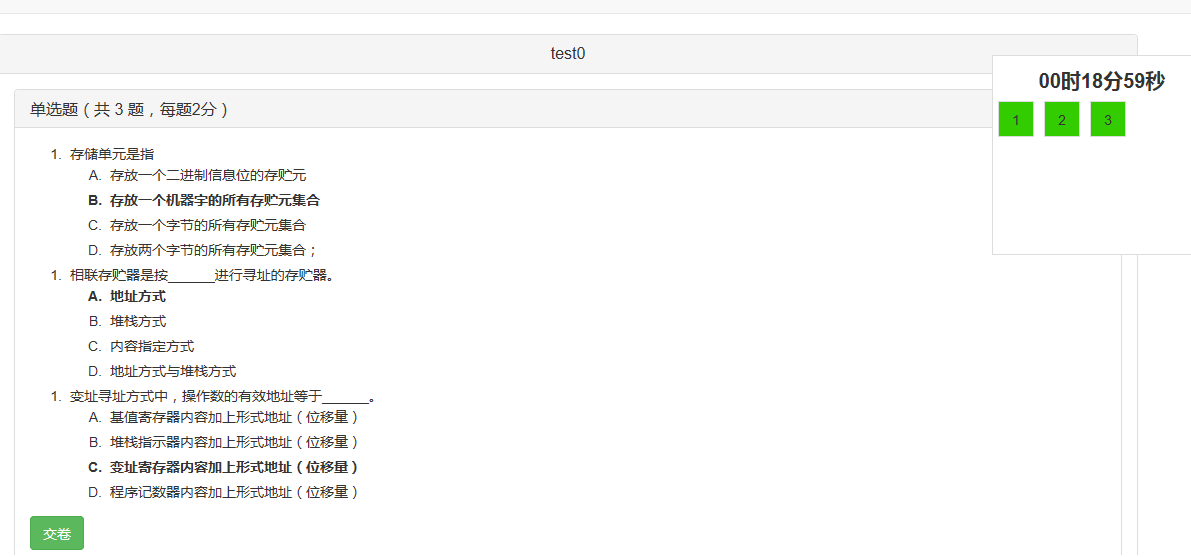 test0
00时18分59秒
1 2 3
单选题（共 3 题，每题2分）
1. 存储单元是指
A. 存放一个二进制信息位的存贮元
B. 存放一个机器字的所有存贮元集合
C. 存放一个字节的所有存贮元集合
D. 存放两个字节的所有存贮元集合；
1. 相联存贮器是按______进行寻址的存贮器。
A. 地址方式
B. 堆栈方式
C. 内容指定方式
D. 地址方式与堆栈方式
1. 变址寻址方式中，操作数的有效地址等于______。
A. 基值寄存器内容加上形式地址（位移量）
B. 堆栈指示器内容加上形式地址（位移量）
C. 变址寄存器内容加上形式地址（位移量）
D. 程序记数器内容加上形式地址（位移量）
交卷